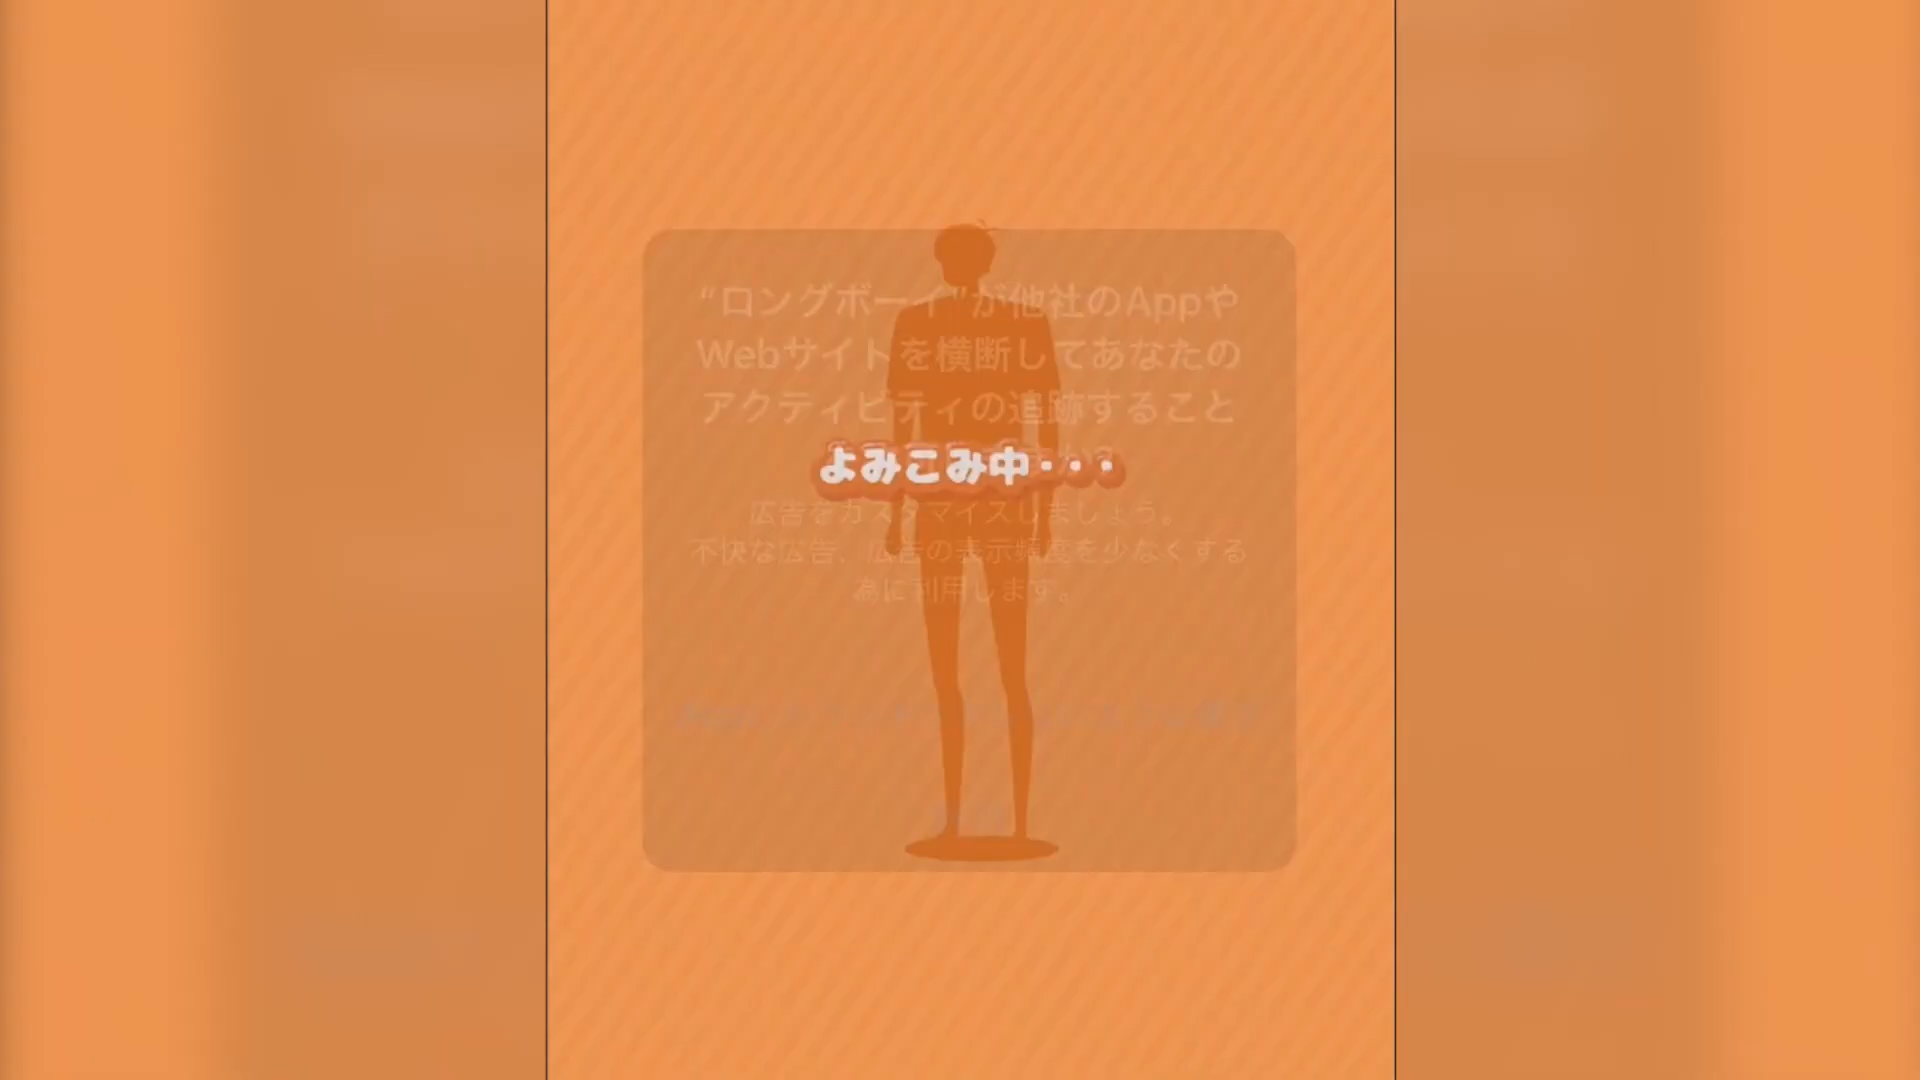 “ロングボーイ”が他社のAppや
Webサイトを横断してあなたの
アクティビティの追跡すること
よみこみ中・・・
広告をカスタマイズしましょう。
不快な広告、広告の表示頻度を少なくする
為に利用します。